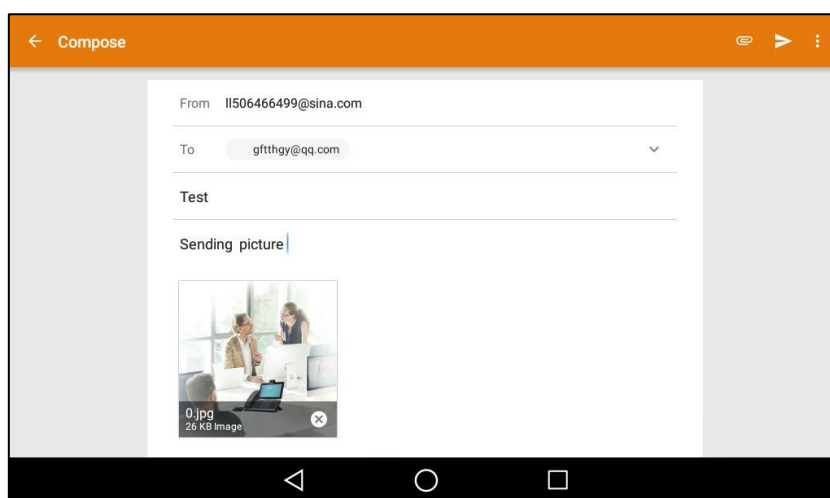 Compose
From ll506466499@sina.com
To gftthgy@qq.com
Test
Sending picture
0.jpg
26 KB Image